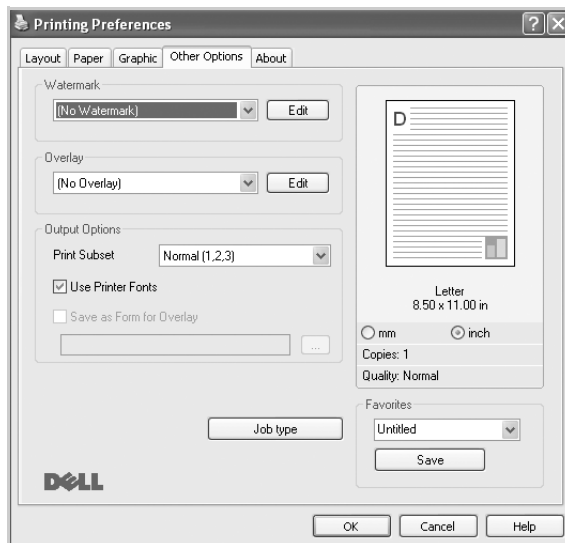 Printing Preferences
Layout Paper Graphic Other Options About
Watermark
(No Watermark) Edit
Overlay
(No Overlay) Edit
Output Options
Print Subset Normal (1,2,3)
Use Printer Fonts
Save as Form for Overlay
...
Job type
DELL
D
Letter
8.50 x 11.00 in
mm inch
Copies: 1
Quality: Normal
Favorites
Untitled
Save
OK Cancel Help